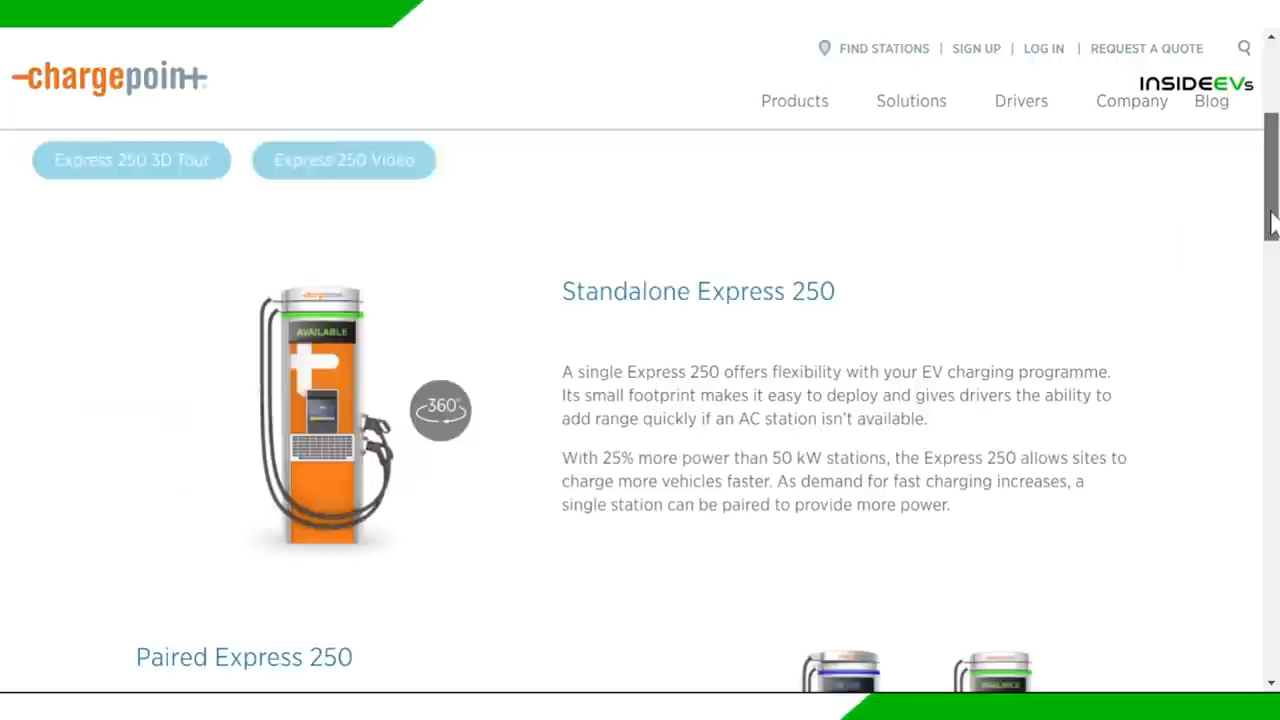 FIND STATIONS | SIGN UP | LOG IN | REQUEST A QUOTE
chargepoint
INSIDEEVs
Products Solutions Drivers Company Blog
Express 250 3D Tour Express 250 Video
Standalone Express 250
AVAILABLE
A single Express 250 offers flexibility with your EV charging programme.
Its small footprint makes it easy to deploy and gives drivers the ability to
add range quickly if an AC station isn't available.
360°
With 25% more power than 50 kW stations, the Express 250 allows sites to
charge more vehicles faster. As demand for fast charging increases, a
single station can be paired to provide more power.
Paired Express 250